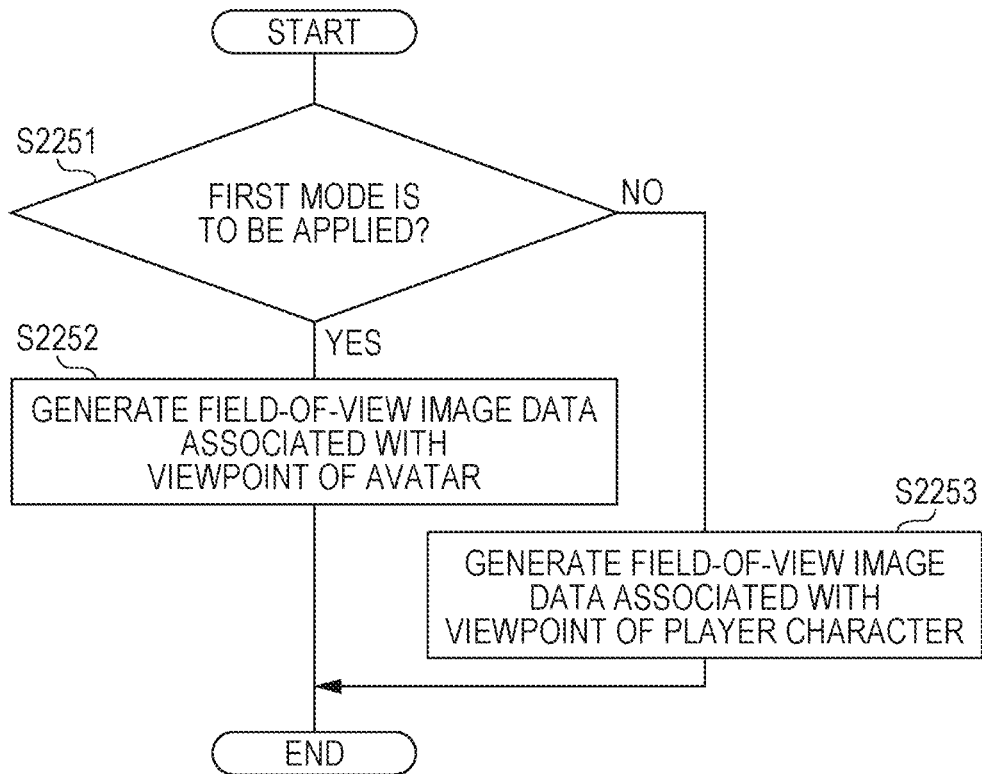 START
S2251
FIRST MODE IS
TO BE APPLIED?
NO
YES
S2252
GENERATE FIELD-OF-VIEW IMAGE DATA
ASSOCIATED WITH
VIEWPOINT OF AVATAR
S2253
GENERATE FIELD-OF-VIEW IMAGE
DATA ASSOCIATED WITH
VIEWPOINT OF PLAYER CHARACTER
END